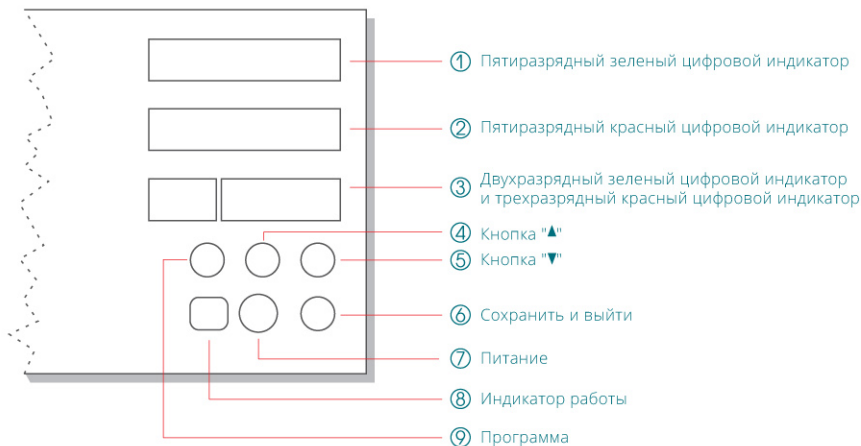 ① Пятиразрядный зеленый цифровой индикатор
② Пятиразрядный красный цифровой индикатор
③ Двухразрядный зеленый цифровой индикатор
и трехразрядный красный цифровой индикатор
④ Кнопка "▲"
⑤ Кнопка "▼"
⑥ Сохранить и выйти
⑦ Питание
⑧ Индикатор работы
⑨ Программа